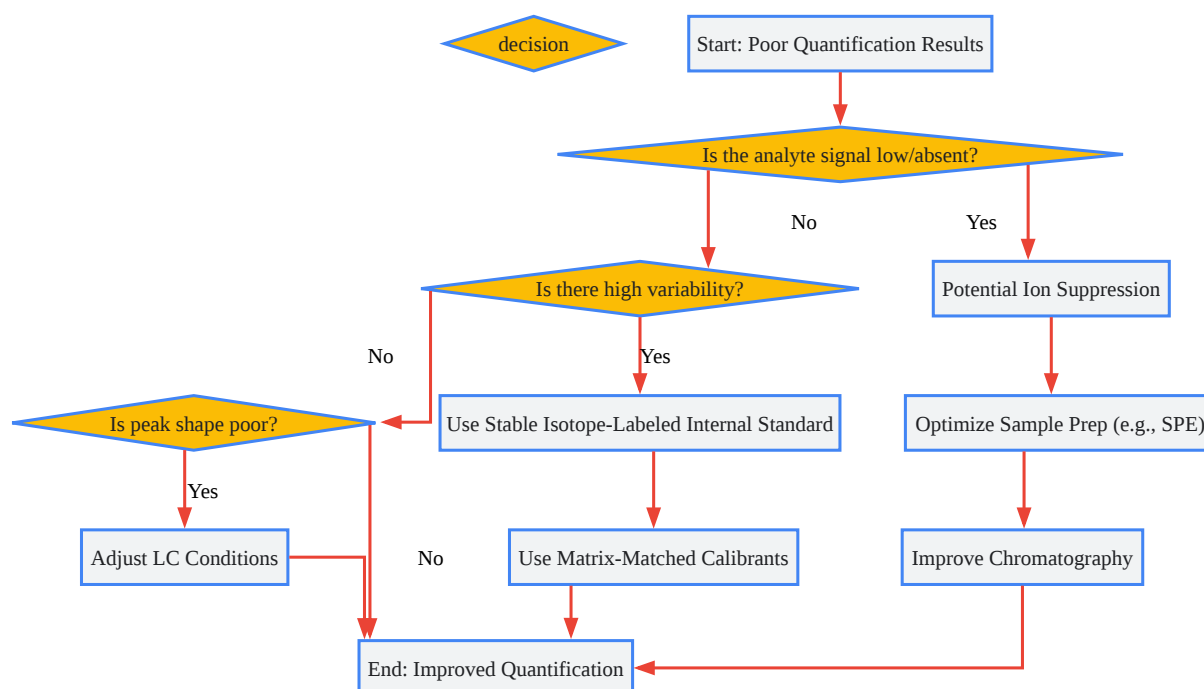 decision
Start: Poor Quantification Results
Is the analyte signal low/absent?
No
Yes
Is there high variability?
Potential Ion Suppression
No
Yes
Is peak shape poor?
Use Stable Isotope-Labeled Internal Standard
Optimize Sample Prep (e.g., SPE)
Yes
Adjust LC Conditions
No
Use Matrix-Matched Calibrants
Improve Chromatography
End: Improved Quantification